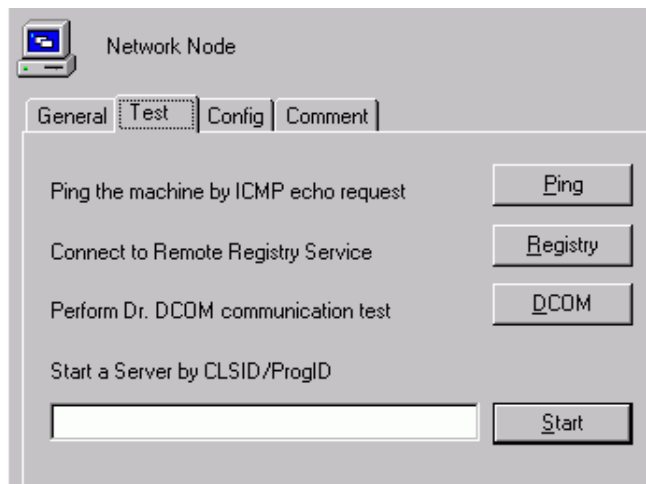 Network Node
General Test Config Comment
Ping the machine by ICMP echo request Ping
Connect to Remote Registry Service Registry
Perform Dr. DCOM communication test DCOM
Start a Server by CLSID/ProgID
Start